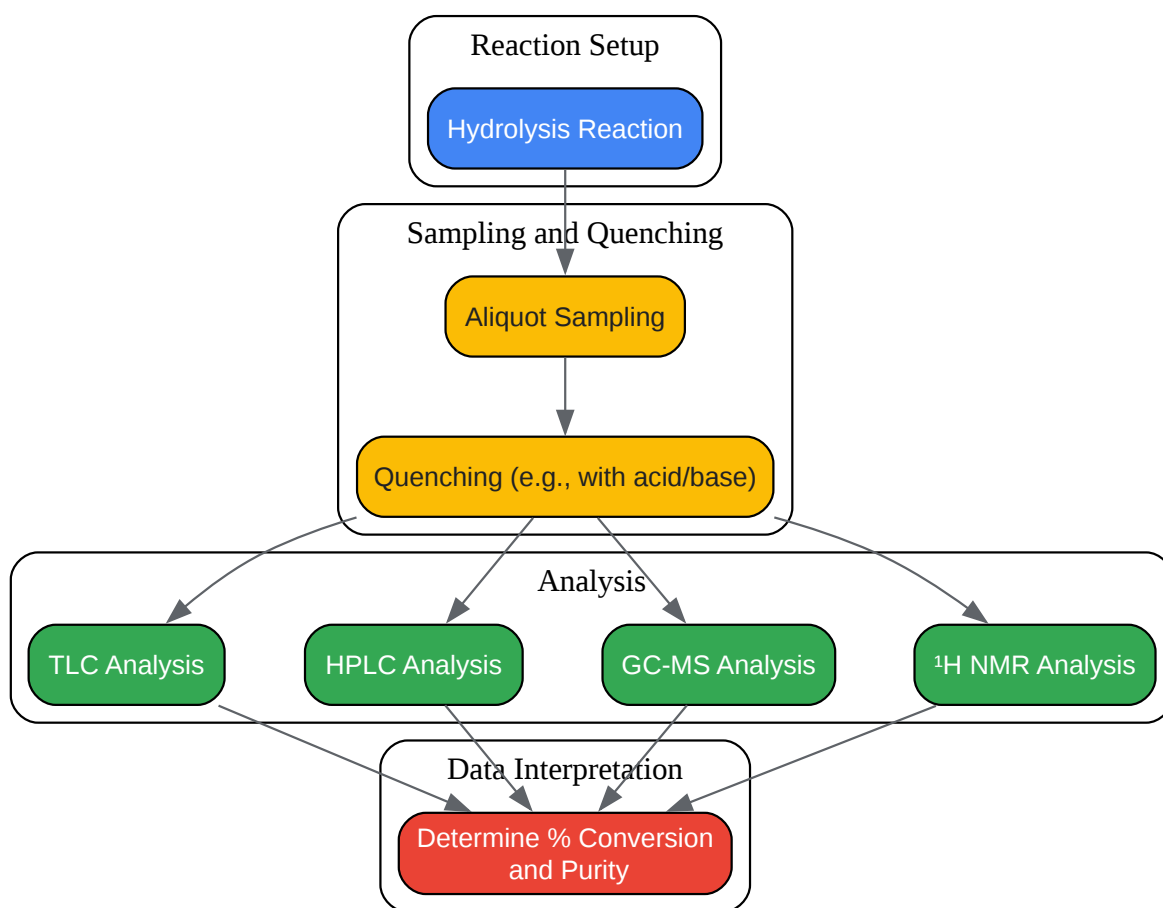 Reaction Setup
Hydrolysis Reaction
Sampling and Quenching
Aliquot Sampling
Quenching (e.g., with acid/base)
Analysis
TLC Analysis
HPLC Analysis
GC-MS Analysis
¹H NMR Analysis
Data Interpretation
Determine % Conversion
and Purity